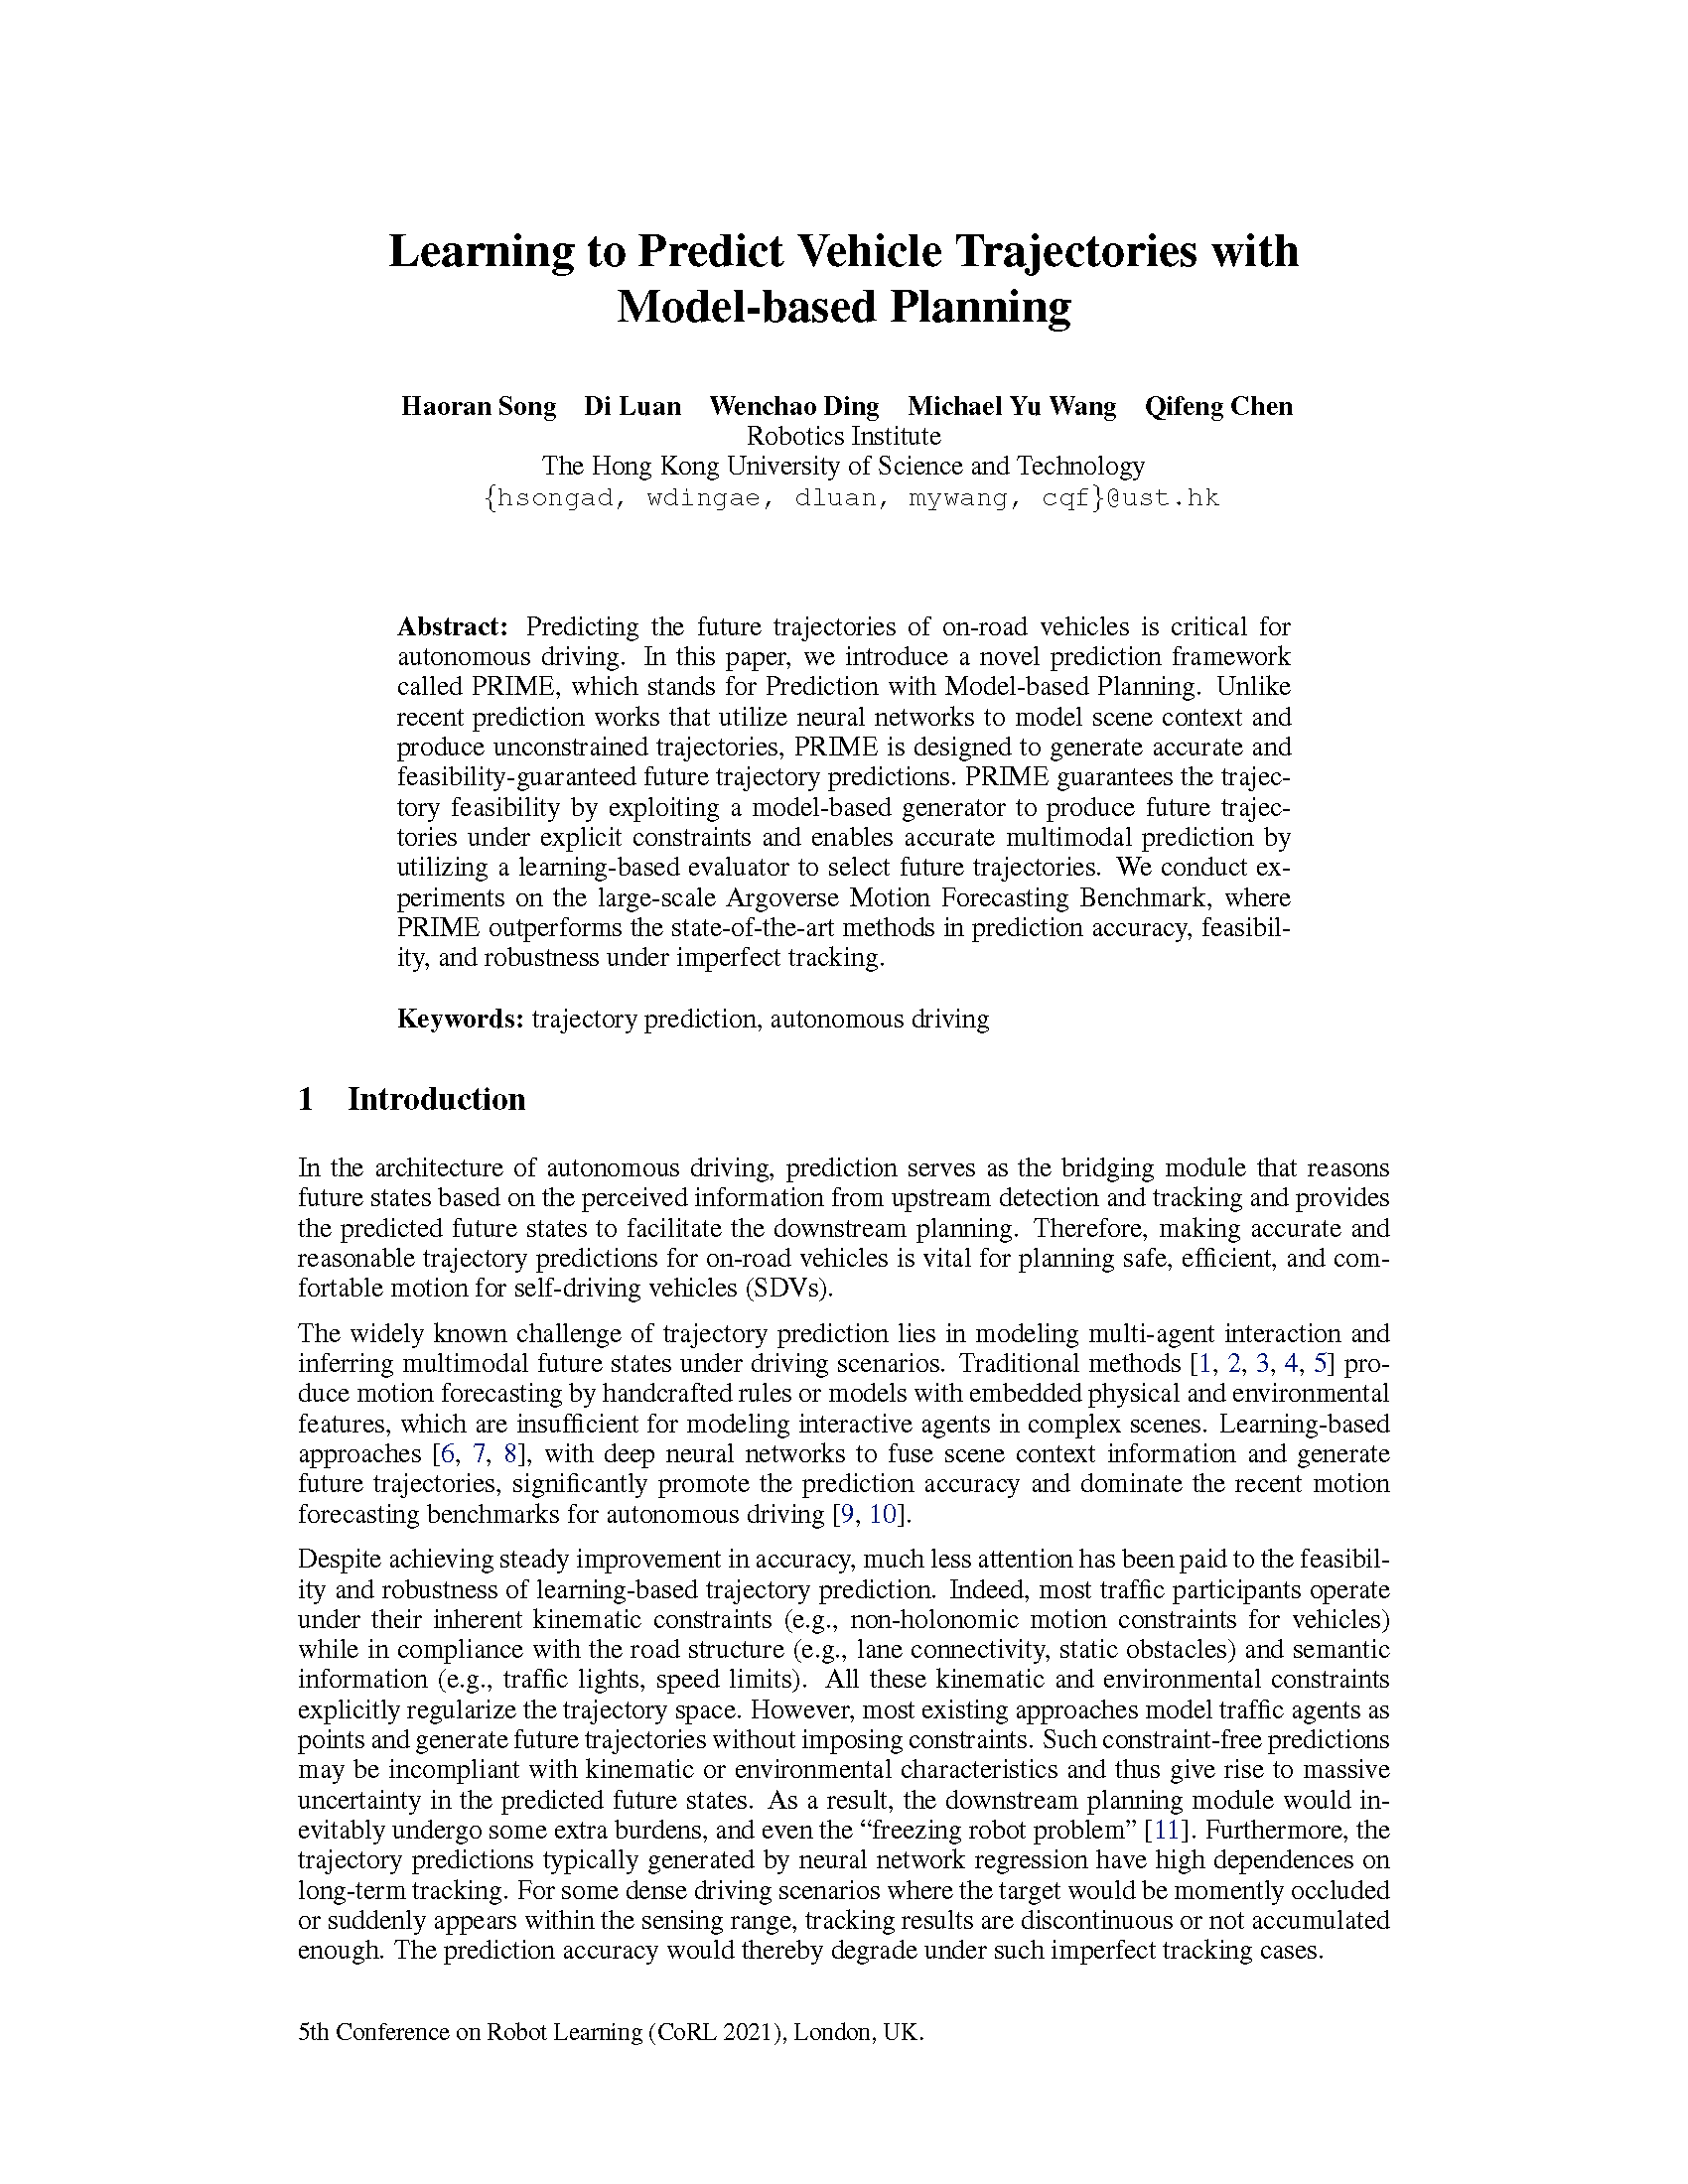 Learning to Predict Vehicle Trajectories with
Model-based Planning
Haoran Song Di Luan Wenchao Ding Michael Yu Wang Qifeng Chen
Robotics Institute
The Hong Kong University of Science and Technology
{hsongad, wdingae, dluan, mywang, cqf}@ust.hk
Abstract: Predicting the future trajectories of on-road vehicles is critical for
autonomous driving. In this paper, we introduce a novel prediction framework
called PRIME, which stands for Prediction with Model-based Planning. Unlike
recent prediction works that utilize neural networks to model scene context and
produce unconstrained trajectories, PRIME is designed to generate accurate and
feasibility-guaranteed future trajectory predictions. PRIME guarantees the trajec-
tory feasibility by exploiting a model-based generator to produce future trajec-
tories under explicit constraints and enables accurate multimodal prediction by
utilizing a learning-based evaluator to select future trajectories. We conduct ex-
periments on the large-scale Argoverse Motion Forecasting Benchmark, where
PRIME outperforms the state-of-the-art methods in prediction accuracy, feasibil-
ity, and robustness under imperfect tracking.
Keywords: trajectory prediction, autonomous driving
1 Introduction
In the architecture of autonomous driving, prediction serves as the bridging module that reasons
future states based on the perceived information from upstream detection and tracking and provides
the predicted future states to facilitate the downstream planning. Therefore, making accurate and
reasonable trajectory predictions for on-road vehicles is vital for planning safe, efficient, and com-
fortable motion for self-driving vehicles (SDVs).
The widely known challenge of trajectory prediction lies in modeling multi-agent interaction and
inferring multimodal future states under driving scenarios. Traditional methods [1, 2, 3, 4, 5] pro-
duce motion forecasting by handcrafted rules or models with embedded physical and environmental
features, which are insufficient for modeling interactive agents in complex scenes. Learning-based
approaches [6, 7, 8], with deep neural networks to fuse scene context information and generate
future trajectories, significantly promote the prediction accuracy and dominate the recent motion
forecasting benchmarks for autonomous driving [9, 10].
Despite achieving steady improvement in accuracy, much less attention has been paid to the feasibil-
ity and robustness of learning-based trajectory prediction. Indeed, most traffic participants operate
under their inherent kinematic constraints (e.g., non-holonomic motion constraints for vehicles)
while in compliance with the road structure (e.g., lane connectivity, static obstacles) and semantic
information (e.g., traffic lights, speed limits). All these kinematic and environmental constraints
explicitly regularize the trajectory space. However, most existing approaches model traffic agents as
points and generate future trajectories without imposing constraints. Such constraint-free predictions
may be incompliant with kinematic or environmental characteristics and thus give rise to massive
uncertainty in the predicted future states. As a result, the downstream planning module would in-
evitably undergo some extra burdens, and even the “freezing robot problem” [11]. Furthermore, the
trajectory predictions typically generated by neural network regression have high dependences on
long-term tracking. For some dense driving scenarios where the target would be momently occluded
or suddenly appears within the sensing range, tracking results are discontinuous or not accumulated
enough. The prediction accuracy would thereby degrade under such imperfect tracking cases.
5th Conference on Robot Learning (CoRL 2021), London, UK.